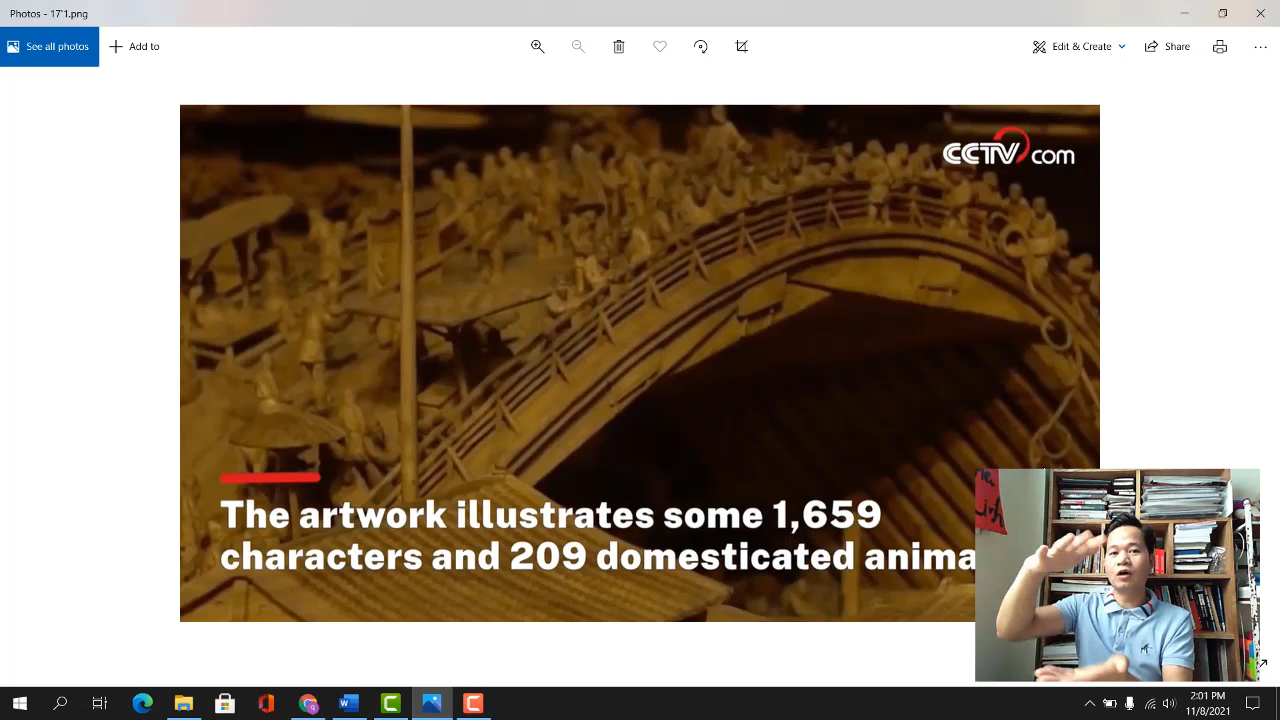 Photos - 17'1.png
See all photos
Add to
Edit & Create
Share
CCTV.com
The artwork illustrates some 1,659
characters and 209 domesticated anima
Linh
2:01 PM
11/8/2021